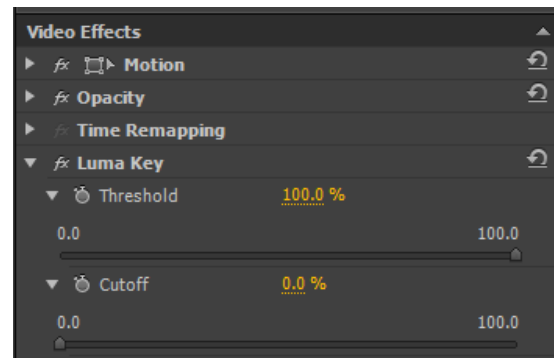 Video Effects
fx Motion
fx Opacity
fx Time Remapping
fx Luma Key
Threshold 100.0 %
0.0 100.0
Cutoff 0.0 %
0.0 100.0